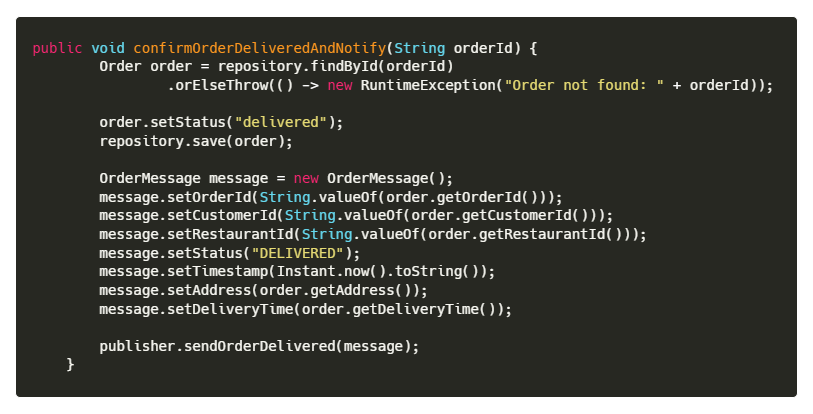 public void confirmOrderDeliveredAndNotify(String orderId) {
        Order order = repository.findById(orderId)
                .orElseThrow(() -> new RuntimeException("Order not found: " + orderId));

        order.setStatus("delivered");
        repository.save(order);

        OrderMessage message = new OrderMessage();
        message.setOrderId(String.valueOf(order.getOrderId()));
        message.setCustomerId(String.valueOf(order.getCustomerId()));
        message.setRestaurantId(String.valueOf(order.getRestaurantId()));
        message.setStatus("DELIVERED");
        message.setTimestamp(Instant.now().toString());
        message.setAddress(order.getAddress());
        message.setDeliveryTime(order.getDeliveryTime());

        publisher.sendOrderDelivered(message);
    }